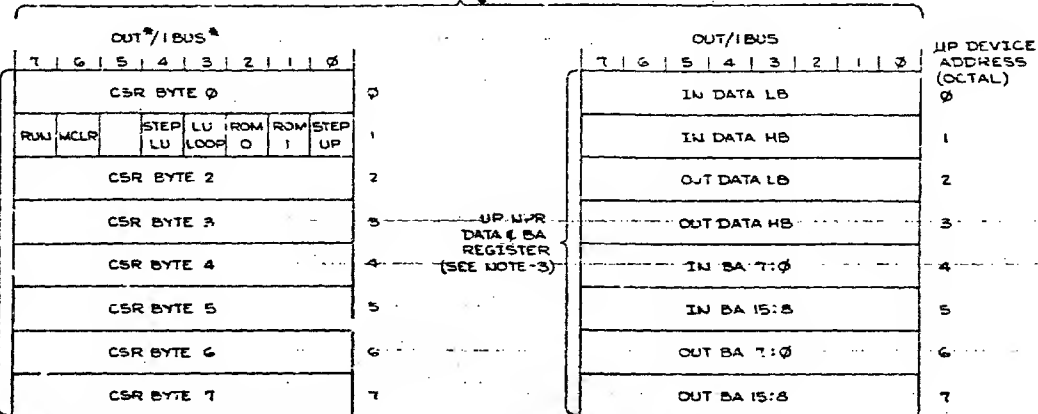 OUT*/IBUS*
7 6 5 4 3 2 1 Ø
CSR BYTE Ø Ø
RUN MCLR STEP LU LU LOOP ROM O ROM I STEP UP 1
CSR BYTE 2 2
CSR BYTE 3 3
CSR BYTE 4 4
CSR BYTE 5 5
CSR BYTE 6 6
CSR BYTE 7 7
UP NPR
DATA & BA
REGISTER
(SEE NOTE-3)
OUT/IBUS
7 6 5 4 3 2 1 Ø
UP DEVICE
ADDRESS
(OCTAL)
IN DATA LB Ø
IN DATA HB 1
OUT DATA LB 2
OUT DATA HB 3
IN BA 7:Ø 4
IN BA 15:8 5
OUT BA 7:Ø 6
OUT BA 15:8 7